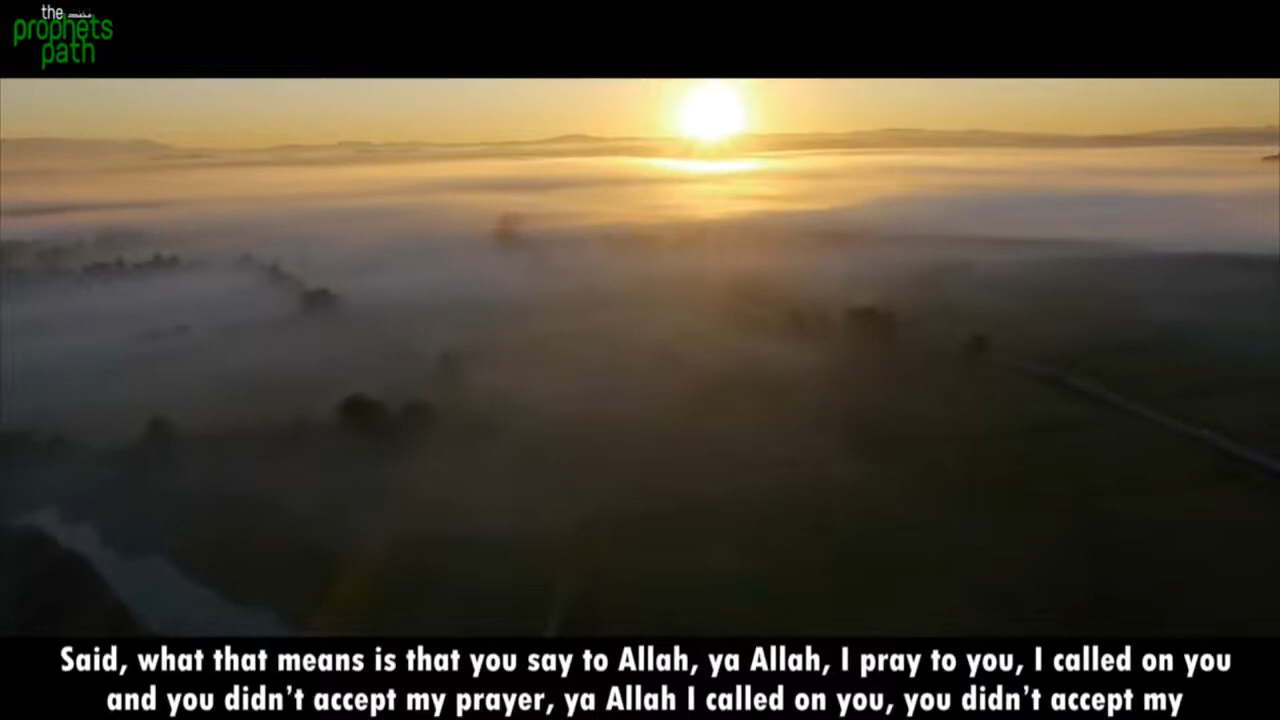 the
prophets
path
Said, what that means is that you say to Allah, ya Allah, I pray to you, I called on you
and you didn't accept my prayer, ya Allah I called on you, you didn't accept my